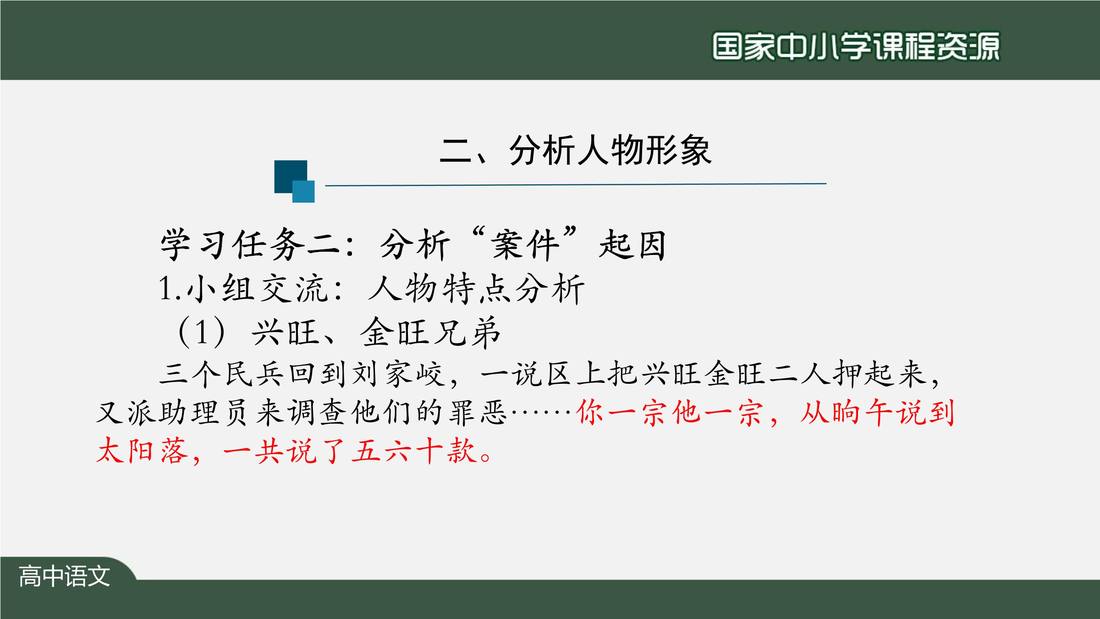 国家中小学课程资源
二、分析人物形象
学习任务二：分析“案件”起因
1.小组交流：人物特点分析
（1）兴旺、金旺兄弟
三个民兵回到刘家峧，一说区上把兴旺金旺二人押起来，
又派助理员来调查他们的罪恶……你一宗他一宗，从晌午说到
太阳落，一共说了五六十款。
高中语文